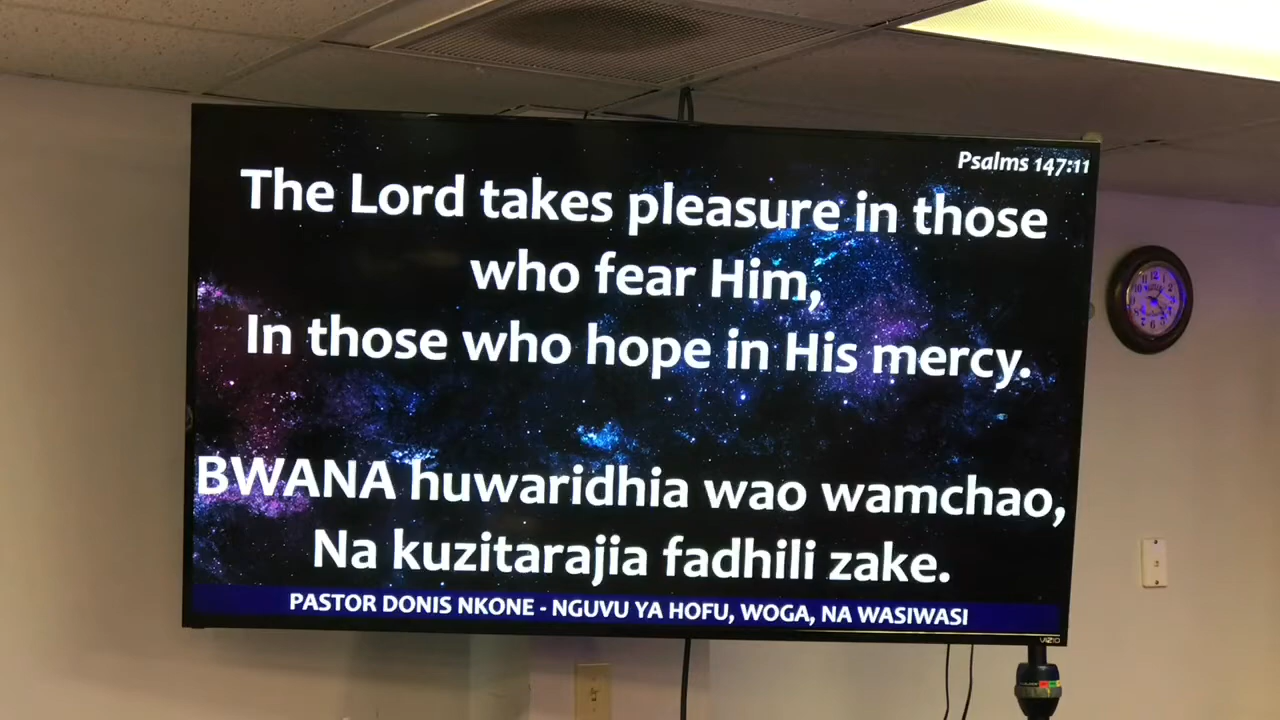 Psalms 147:11
The Lord takes pleasure in those
who fear Him,
In those who hope in His mercy.
BWANA huwaridhia wao wamchao,
Na kuzitarajia fadhili zake.
PASTOR DONIS NKONE - NGUVU YA HOFU, WOGA, NA WASIWASI
VIZIO